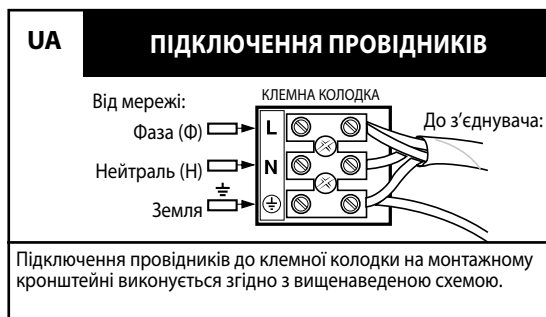 UA
ПІДКЛЮЧЕННЯ ПРОВІДНИКІВ
КЛЕМНА КОЛОДКА
Від мережі:
До з’єднувача:
Фаза (Ф)
L
Нейтраль (Н)
N
Земля
Підключення провідників до клемної колодки на монтажному
кронштейні виконується згідно з вищенаведеною схемою.